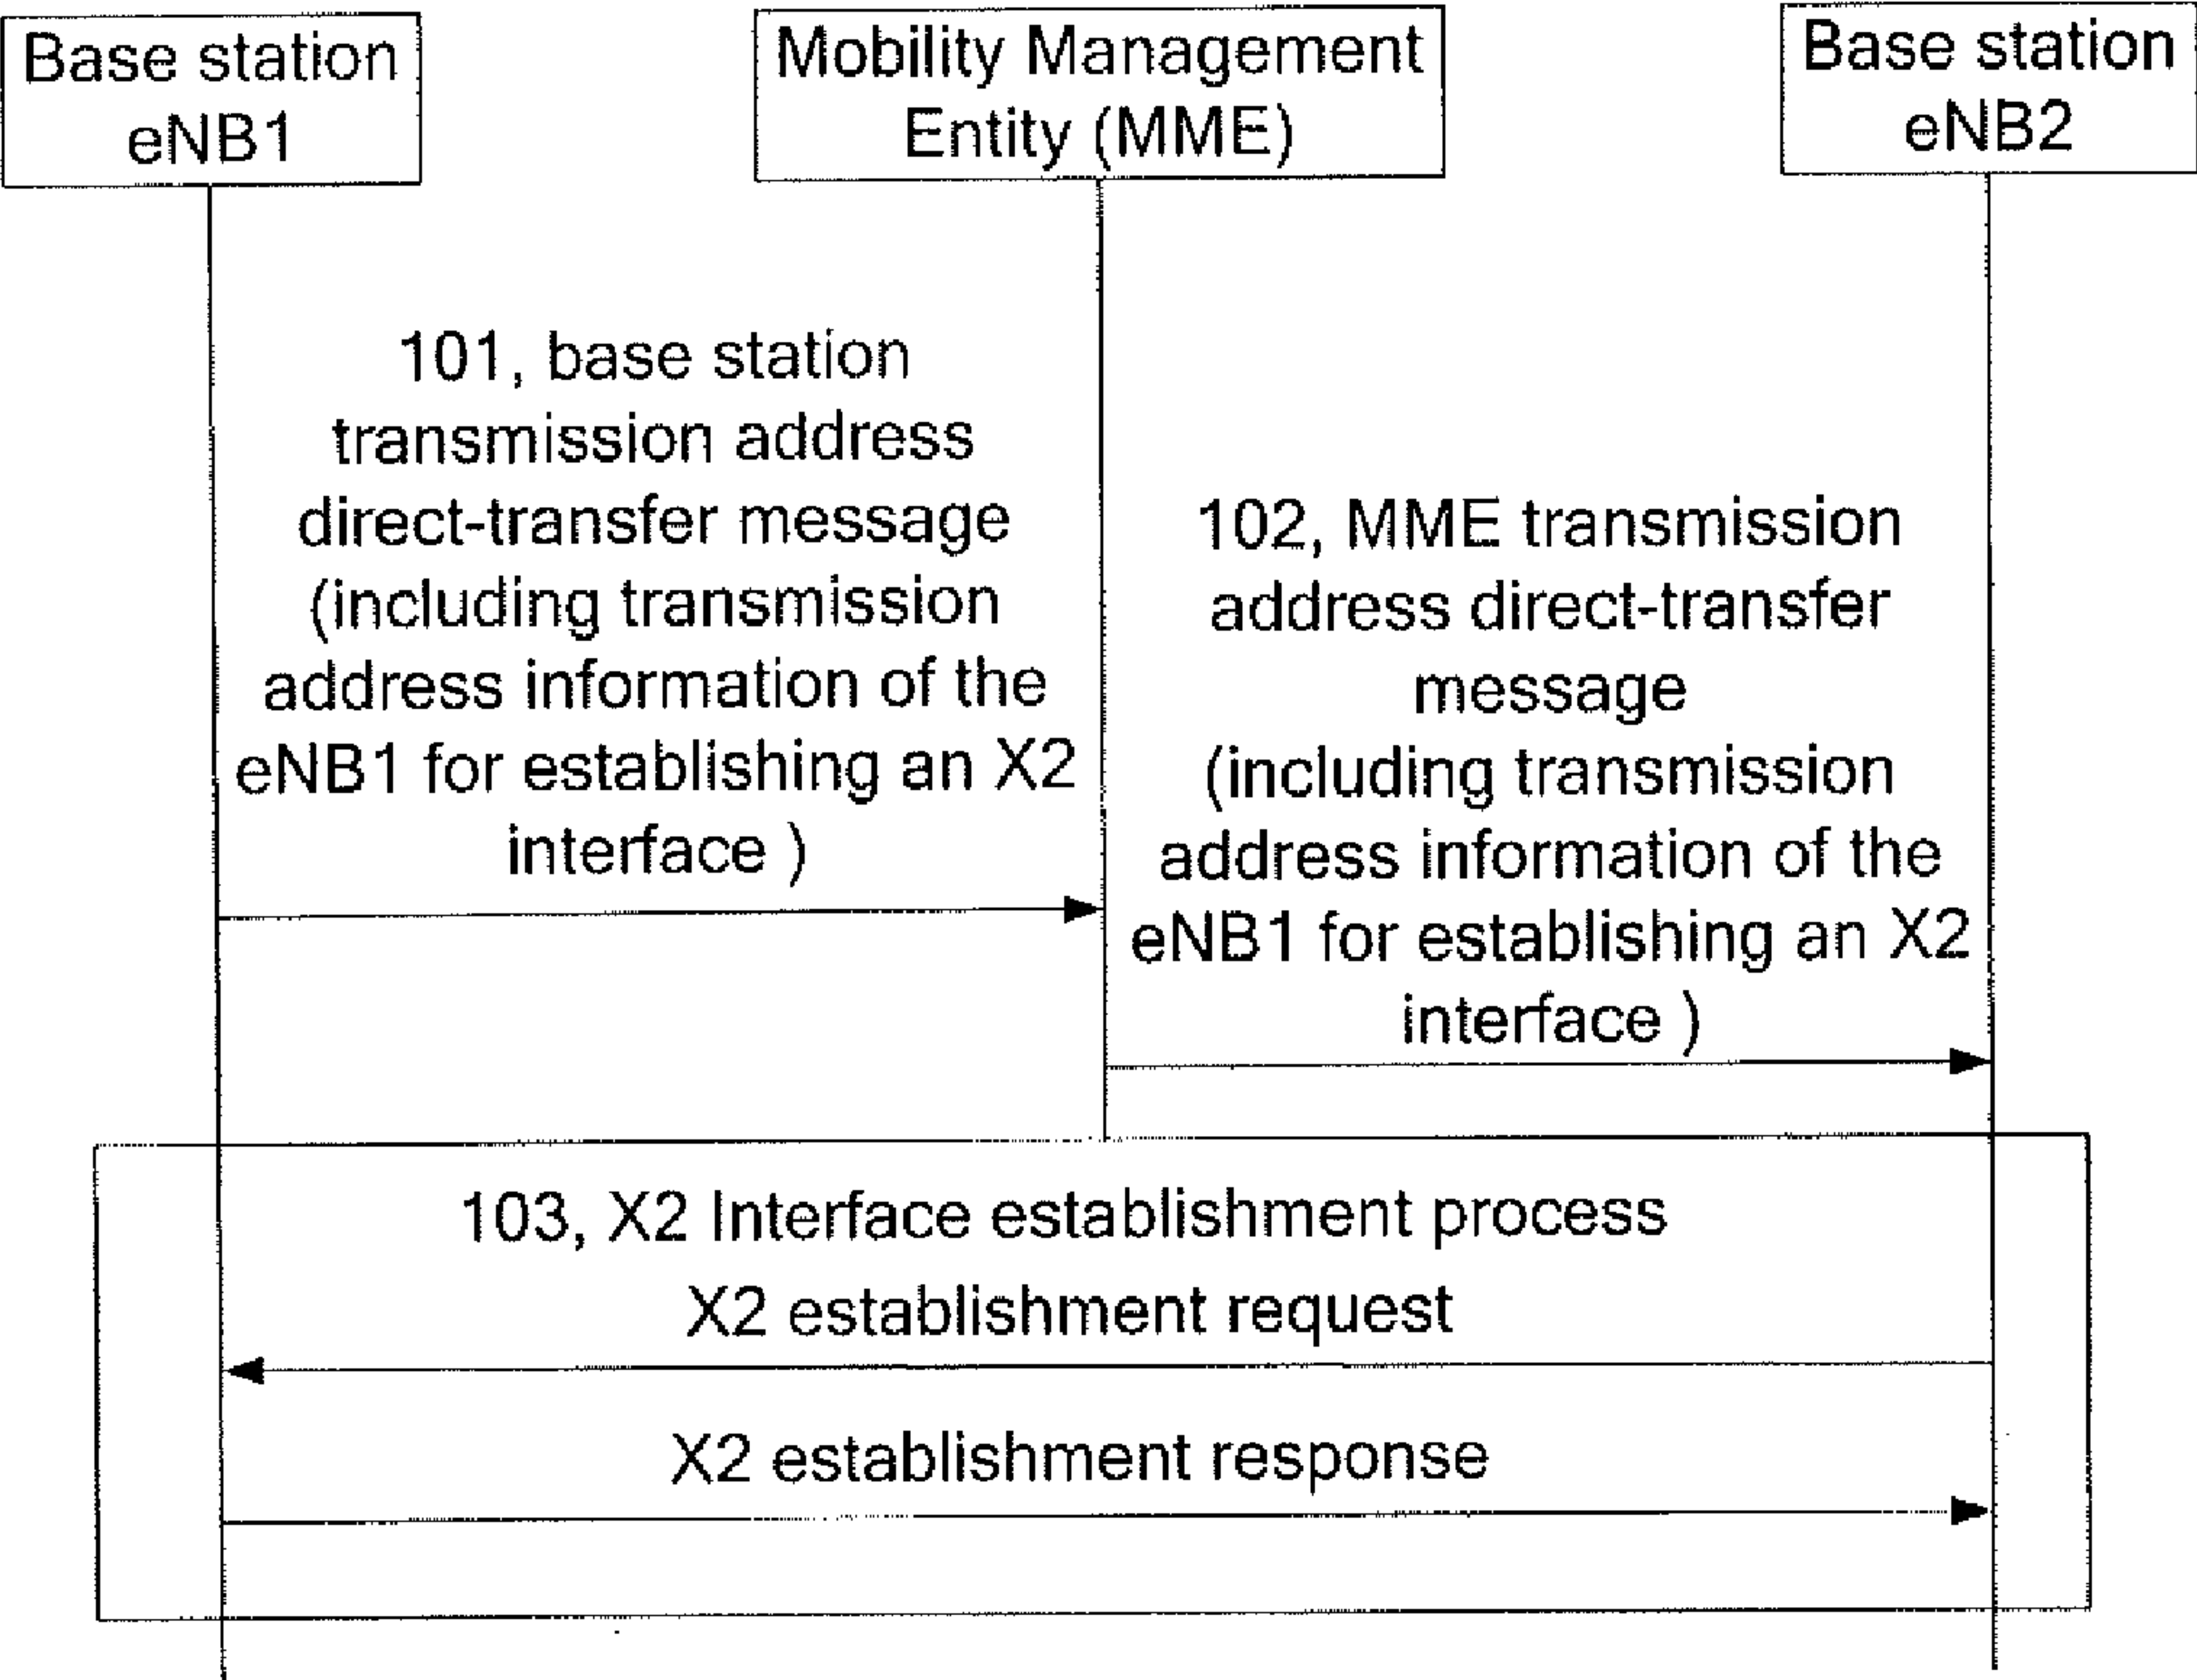 Base station
eNB1
Mobility Management
Entity (MME)
Base station
eNB2
101, base station
transmission address
direct-transfer message
(including transmission
address information of the
eNB1 for establishing an X2
interface )
102, MME transmission
address direct-transfer
message
(including transmission
address information of the
eNB1 for establishing an X2
interface )
103, X2 Interface establishment process
X2 establishment request
X2 establishment response